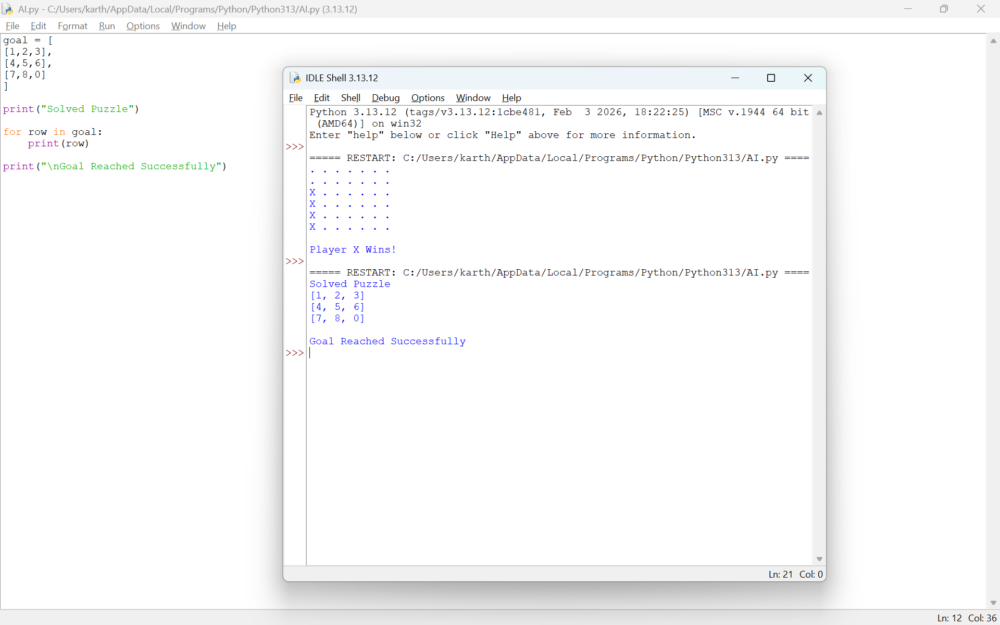 AI.py - C:/Users/karth/AppData/Local/Programs/Python/Python313/AI.py (3.13.12)
File Edit Format Run Options Window Help
goal = [
[1,2,3],
[4,5,6],
[7,8,0]
]
print("Solved Puzzle")
for row in goal:
    print(row)
print("\nGoal Reached Successfully")
IDLE Shell 3.13.12
File Edit Shell Debug Options Window Help
Python 3.13.12 (tags/v3.13.12:1cbe481, Feb  3 2026, 18:22:25) [MSC v.1944 64 bit
 (AMD64)] on win32
Enter "help" below or click "Help" above for more information.
>>>
===== RESTART: C:/Users/karth/AppData/Local/Programs/Python/Python313/AI.py ====
. . . . . . .
. . . . . . .
X . . . . . .
X . . . . . .
X . . . . . .
X . . . . . .
Player X Wins!
>>>
===== RESTART: C:/Users/karth/AppData/Local/Programs/Python/Python313/AI.py ====
Solved Puzzle
[1, 2, 3]
[4, 5, 6]
[7, 8, 0]
Goal Reached Successfully
>>>
Ln: 21 Col: 0
Ln: 12 Col: 36